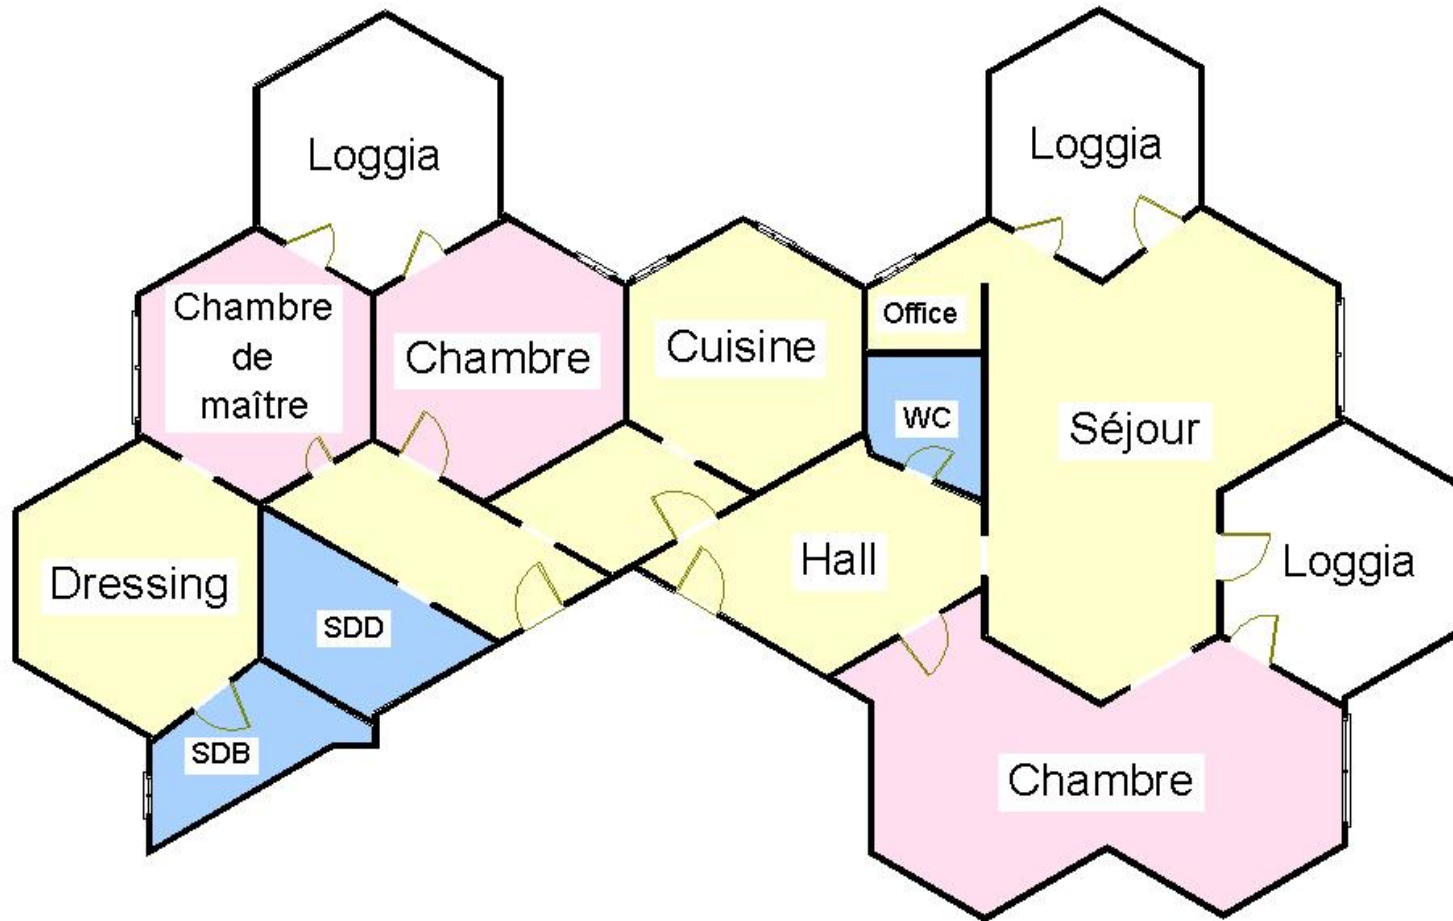 Loggia
Loggia
Chambre
de
maître
Chambre
Cuisine
Office
WC
Séjour
Dressing
SDD
Hall
Loggia
SDB
Chambre